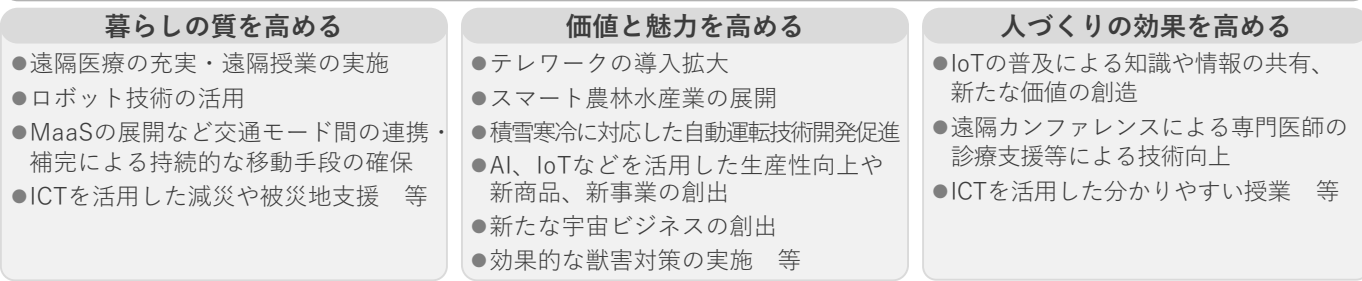 暮らしの質を高める
●遠隔医療の充実・遠隔授業の実施
●ロボット技術の活用
●MaaSの展開など交通モード間の連携・
補完による持続的な移動手段の確保
●ICTを活用した減災や被災地支援　等
価値と魅力を高める
●テレワークの導入拡大
●スマート農林水産業の展開
●積雪寒冷に対応した自動運転技術開発促進
●AI、IoTなどを活用した生産性向上や
新商品、新事業の創出
●新たな宇宙ビジネスの創出
●効果的な獣害対策の実施　等
人づくりの効果を高める
●IoTの普及による知識や情報の共有、
新たな価値の創造
●遠隔カンファレンスによる専門医師の
診療支援等による技術向上
●ICTを活用した分かりやすい授業　等